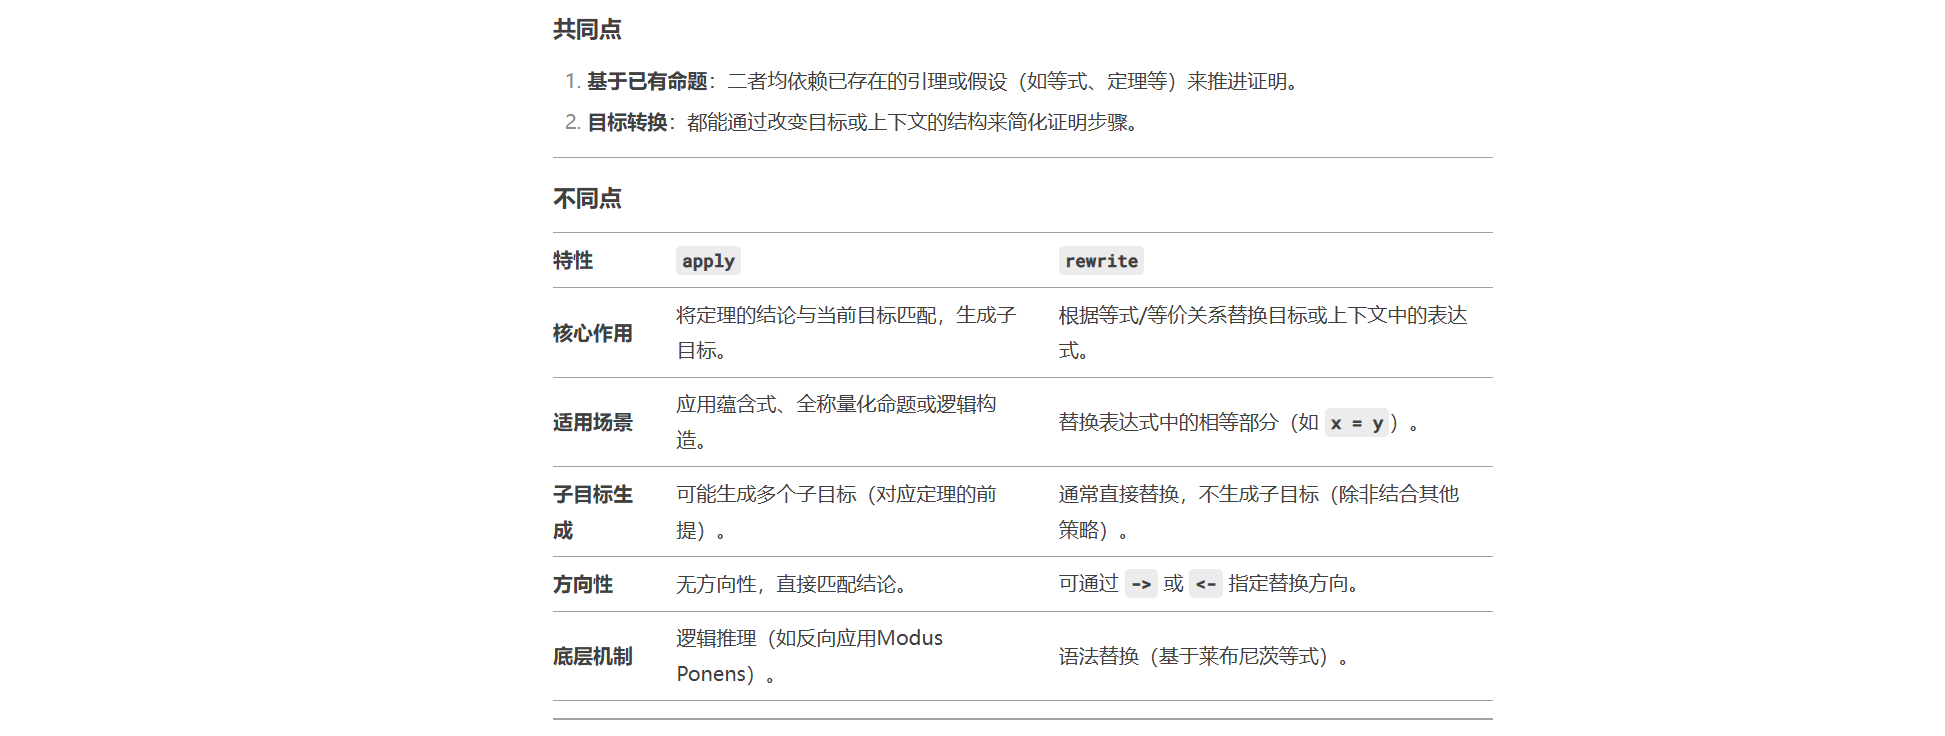 共同点
1. 基于已有命题：二者均依赖已存在的引理或假设（如等式、定理等）来推进证明。
2. 目标转换：都能通过改变目标或上下文的结构来简化证明步骤。
不同点
特性 apply rewrite
核心作用 将定理的结论与当前目标匹配，生成子 根据等式/等价关系替换目标或上下文中的表达
目标。 式。
适用场景 应用蕴含式、全称量化命题或逻辑构 替换表达式中的相等部分（如 x = y）。
造。
子目标生 可能生成多个子目标（对应定理的前 通常直接替换，不生成子目标（除非结合其他
成 提）。 策略）。
方向性 无方向性，直接匹配结论。 可通过 -> 或 <- 指定替换方向。
底层机制 逻辑推理（如反向应用Modus 语法替换（基于莱布尼茨等式）。
Ponens）。